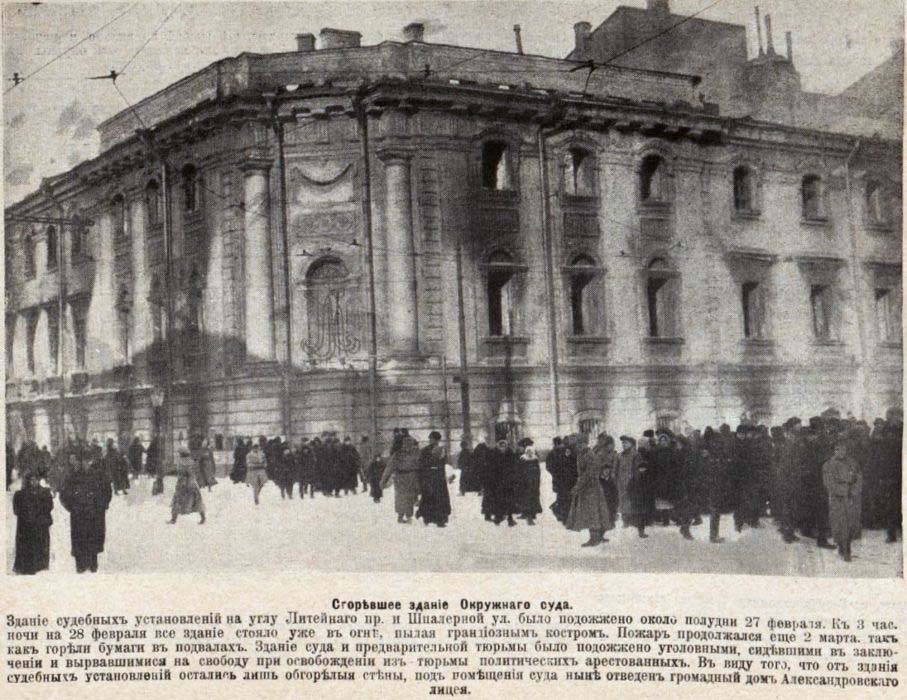 Сгорѣвшее зданіе Окружнаго суда.
Зданіе судебныхъ установленій на углу Литейнаго пр. и Шпалерной ул. было подожжено около полудни 27 февраля. Къ 3 час.
ночи на 28 февраля все зданіе стояло уже въ огнѣ, пылая грандіознымъ костромъ. Пожаръ продолжался еще 2 марта, такъ
какъ горѣли бумаги въ подвалахъ. Зданіе суда и предварительной тюрьмы было подожжено уголовными, сидѣвшими въ заклю-
ченіи и вырвавшимися на свободу при освобожденіи изъ тюрьмы политическихъ арестованныхъ. Въ виду того, что отъ зданія
судебныхъ установленій остались лишь обгорѣлыя стѣны, подъ помѣщенія суда нынѣ отведенъ громадный домъ Александровскаго
лицея.